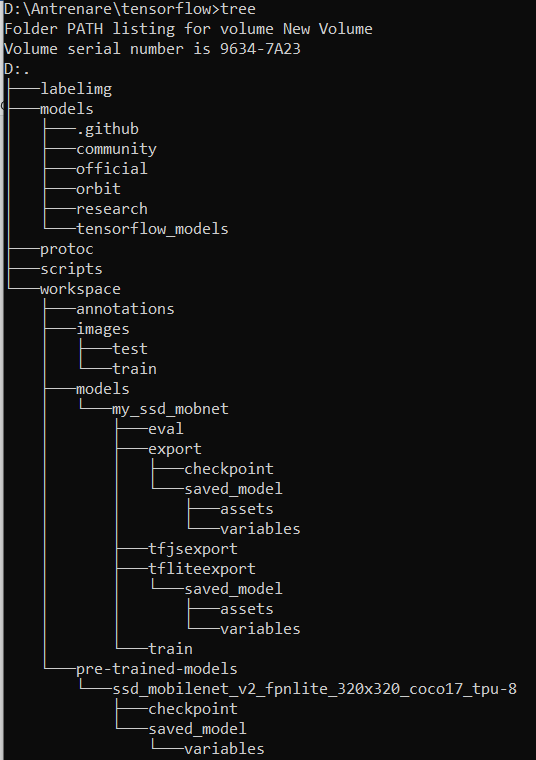 D:\Antrenare\tensorflow>tree
Folder PATH listing for volume New Volume
Volume serial number is 9634-7A23
D:.
├───labelimg
├───models
│   ├───.github
│   ├───community
│   ├───official
│   ├───orbit
│   ├───research
│   └───tensorflow_models
├───protoc
├───scripts
└───workspace
    ├───annotations
    ├───images
    │   ├───test
    │   └───train
    ├───models
    │   └───my_ssd_mobnet
    │       ├───eval
    │       ├───export
    │       │   ├───checkpoint
    │       │   └───saved_model
    │       │       ├───assets
    │       │       └───variables
    │       ├───tfjsexport
    │       ├───tfliteexport
    │       │   └───saved_model
    │       │       ├───assets
    │       │       └───variables
    │       └───train
    └───pre-trained-models
        └───ssd_mobilenet_v2_fpnlite_320x320_coco17_tpu-8
            ├───checkpoint
            └───saved_model
                └───variables